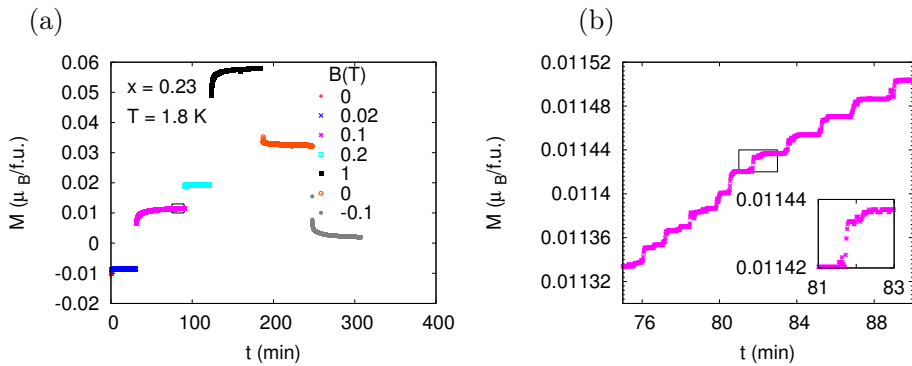 (a)
M (μ B/f.u.)
0.06
0.05
0.04
0.03
0.02
0.01
0
-0.01
-0.02
x = 0.23
T = 1.8 K
B(T)
0
0.02
0.1
0.2
1
0
-0.1
0 100 200 300 400
t (min)
(b)
M (μ B/f.u.)
0.01152
0.01148
0.01144
0.0114
0.01136
0.01132
0.01144
0.01142
81 83
76 80 84 88
t (min)